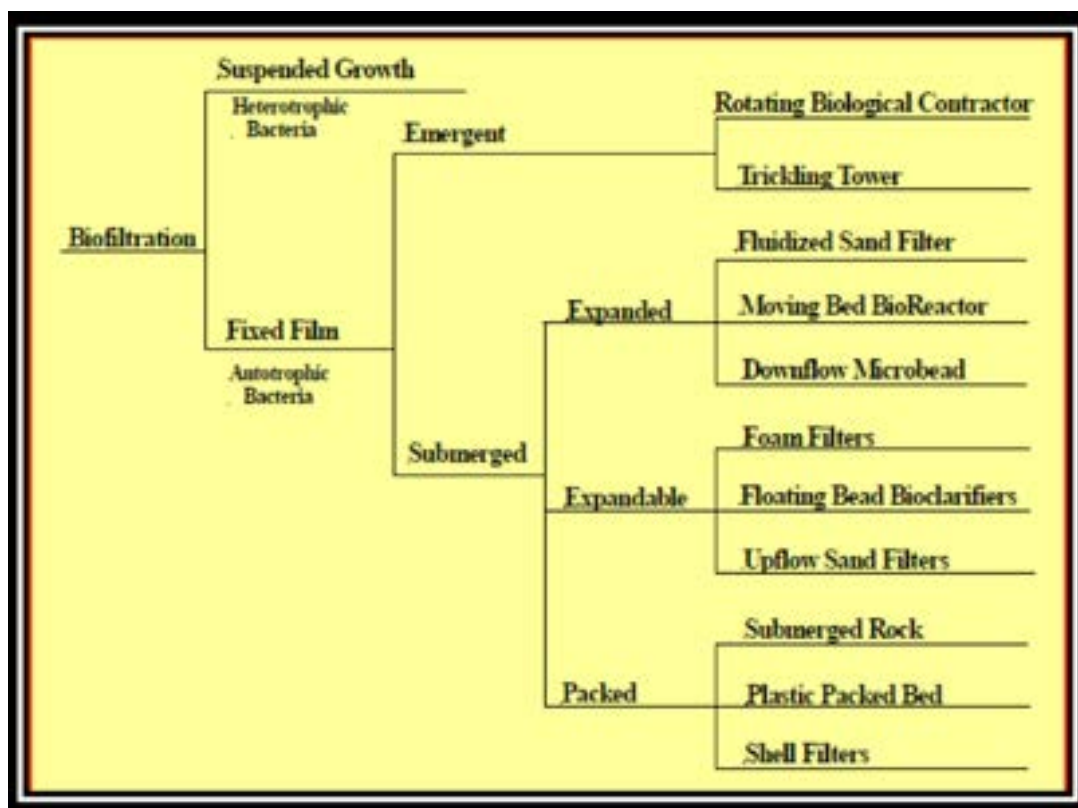 Suspended Growth
Heterotrophic
Bacteria
Rotating Biological Contractor
Emergent
Trickling Tower
Biofiltration
Fluidized Sand Filter
Expanded
Moving Bed BioReactor
Fixed Film
Antotrophic
Bacteria
Downflow Microbead
Submerged
Foam Filters
Expandable
Floating Bead Bioclarifiers
Upflow Sand Filters
Submerged Rock
Packed
Plastic Packed Bed
Shell Filters